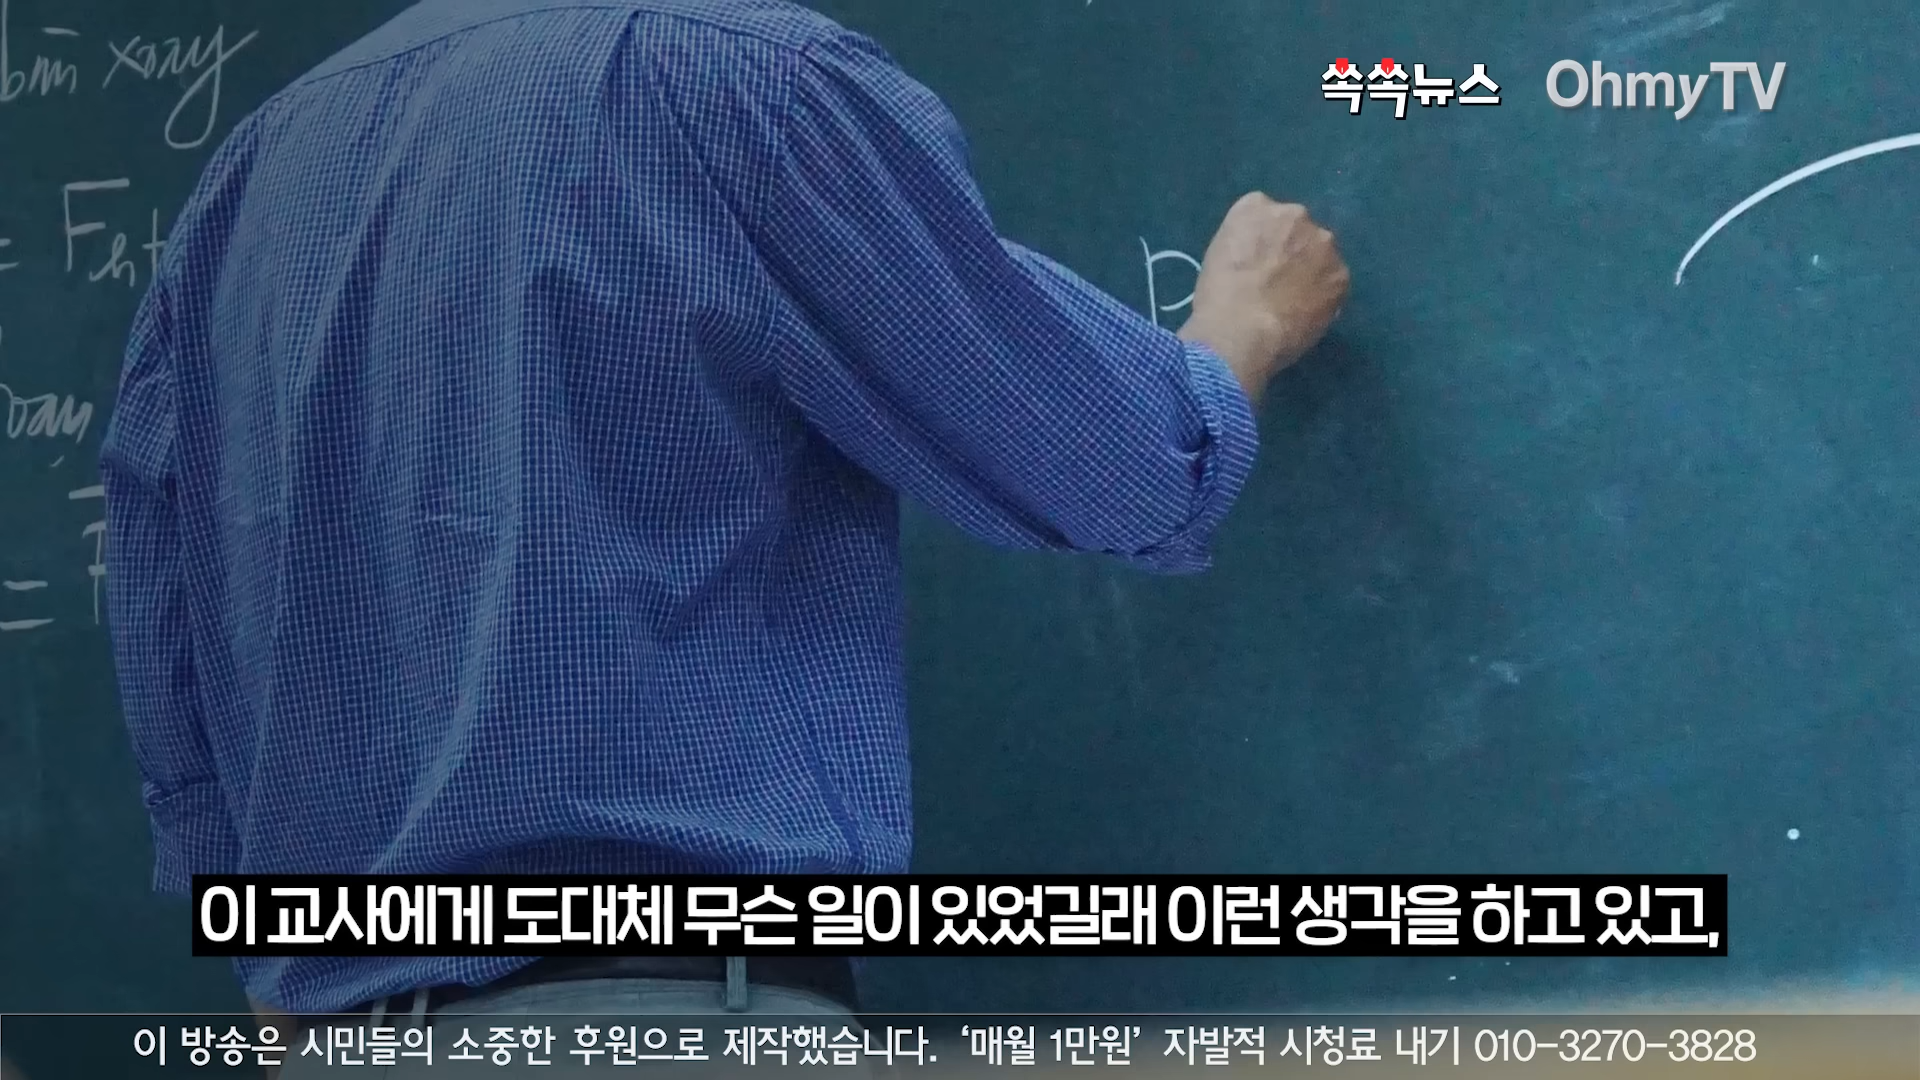 bm xoay
쏙쏙뉴스 OhmyTV
= Fht
P
=
이 교사에게 도대체 무슨 일이 있었길래 이런 생각을 하고 있고,
이 방송은 시민들의 소중한 후원으로 제작했습니다. ‘매월 1만원’ 자발적 시청료 내기 010-3270-3828